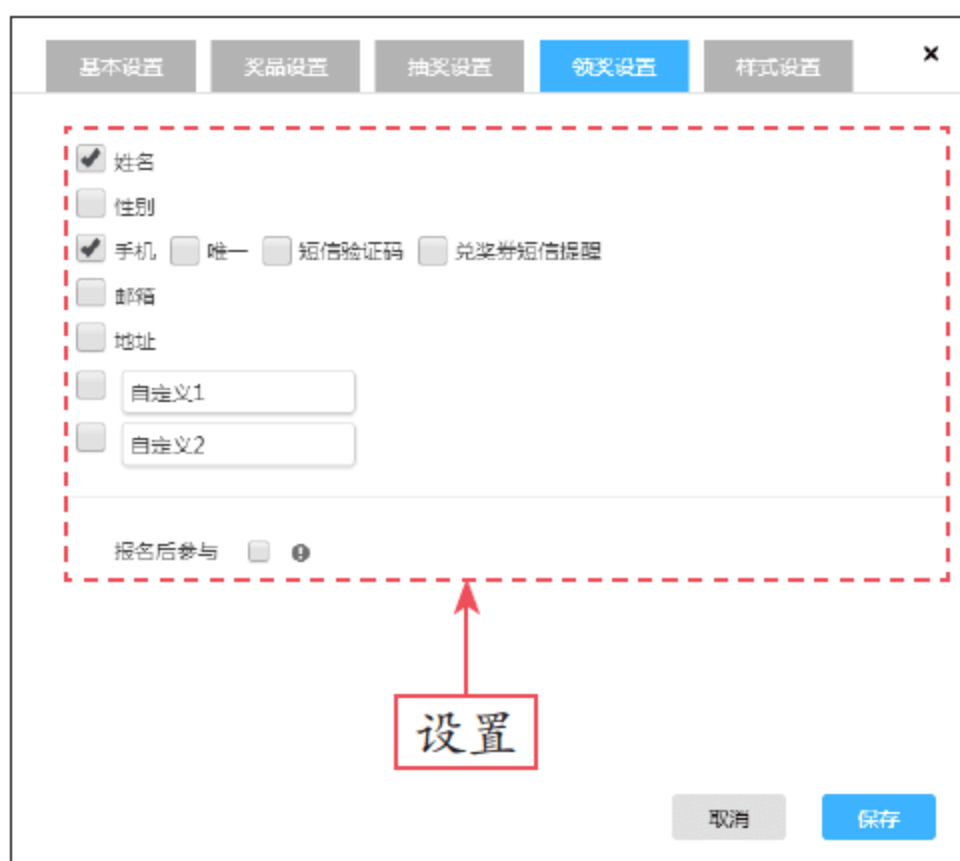 基本设置 奖品设置 抽奖设置 领奖设置 样式设置
姓名
性别
手机 唯一 短信验证码 兑奖券短信提醒
邮箱
地址
自定义1
自定义2
报名后参与
设置
取消 保存